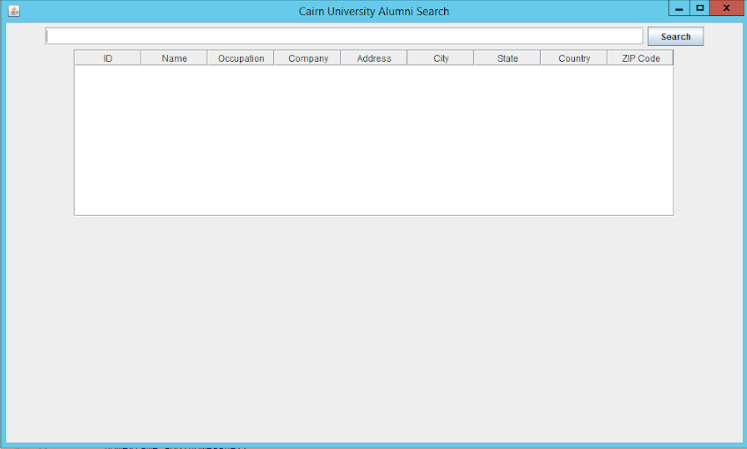 Cairn University Alumni Search
Search
ID Name Occupation Company Address City State Country ZIP Code